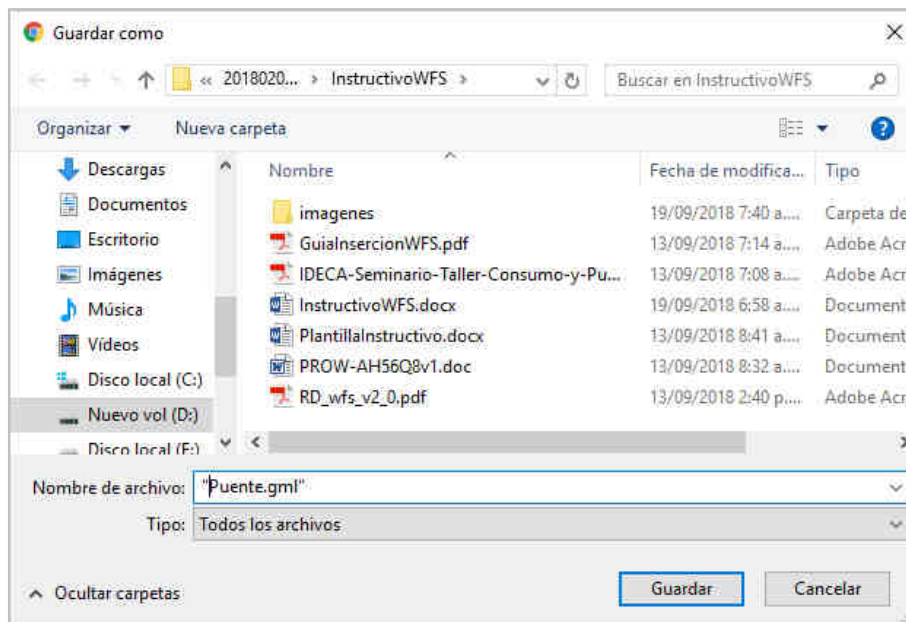 Guardar como
« 2018020... › InstructivoWFS ›
Buscar en InstructivoWFS
Organizar
Nueva carpeta
Descargas
Documentos
Escritorio
Imágenes
Música
Vídeos
Disco local (C:)
Nuevo vol (D:)
Disco local (F:)
Nombre Fecha de modifica... Tipo
imagenes 19/09/2018 7:40 a.... Carpeta de
GuiaInsercionWFS.pdf 13/09/2018 7:14 a.... Adobe Acr
IDECA-Seminario-Taller-Consumo-y-Pu... 13/09/2018 7:08 a.... Adobe Acr
InstructivoWFS.docx 19/09/2018 6:58 a.... Document
PlantillaInstructivo.docx 13/09/2018 8:41 a.... Document
PROW-AH56Q8v1.doc 13/09/2018 8:32 a.... Document
RD_wfs_v2_0.pdf 13/09/2018 2:40 p.... Adobe Acr
Nombre de archivo: "Puente.gml"
Tipo: Todos los archivos
Ocultar carpetas
Guardar
Cancelar